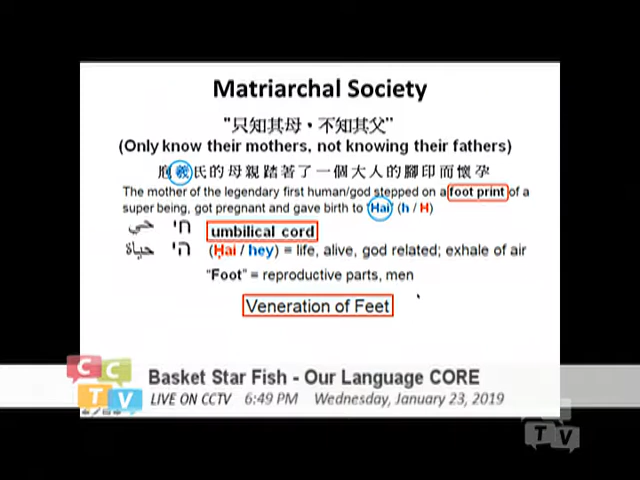 Matriarchal Society
"只知其母，不知其父"
(Only know their mothers, not knowing their fathers)
庖羲氏的母親踏著了一個大人的腳印而懷孕
The mother of the legendary first human/god stepped on a foot print of a
super being, got pregnant and gave birth to Hai (h / H)
חי حي umbilical cord
הי حياة (Ḥai / hey) = life, alive, god related; exhale of air
"Foot" = reproductive parts, men
Veneration of Feet
CCTV
Basket Star Fish - Our Language CORE
LIVE ON CCTV 6:49 PM Wednesday, January 23, 2019
TV